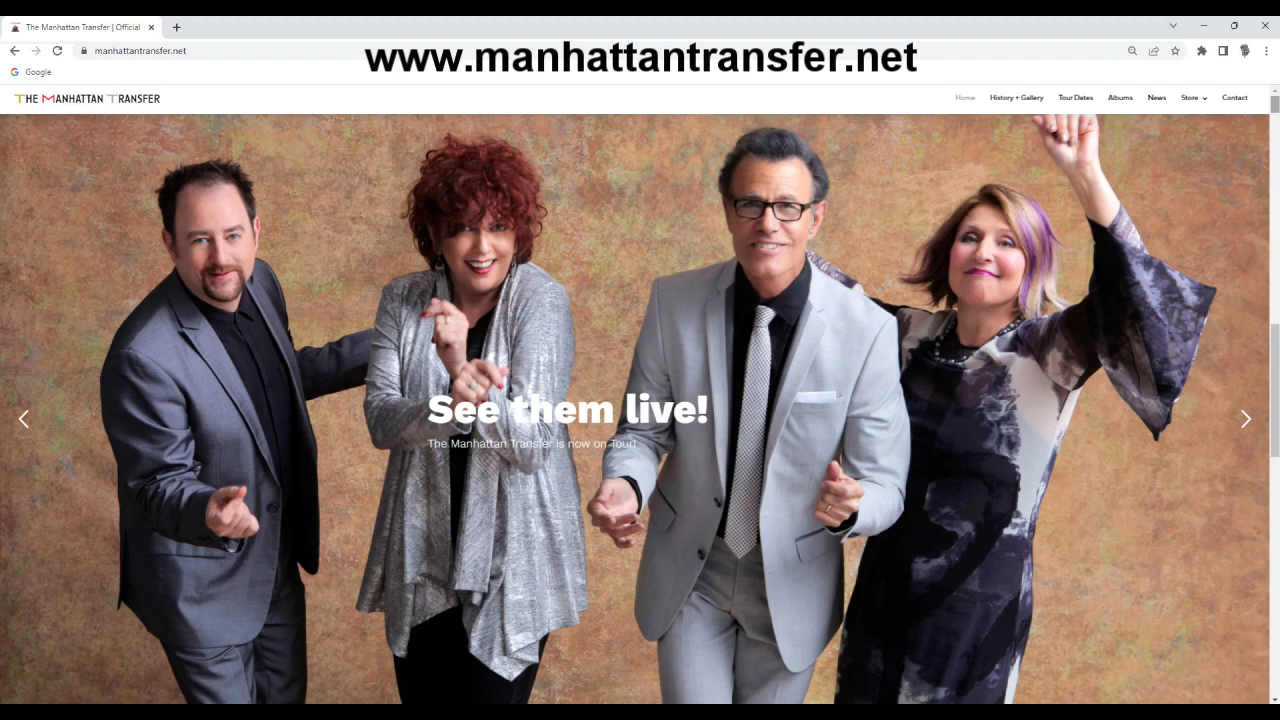 The Manhattan Transfer | Official
manhattantransfer.net
www.manhattantransfer.net
Google
THE MANHATTAN TRANSFER
Home History + Gallery Tour Dates Albums News Store Contact
See them live!
The Manhattan Transfer is now on Tour!